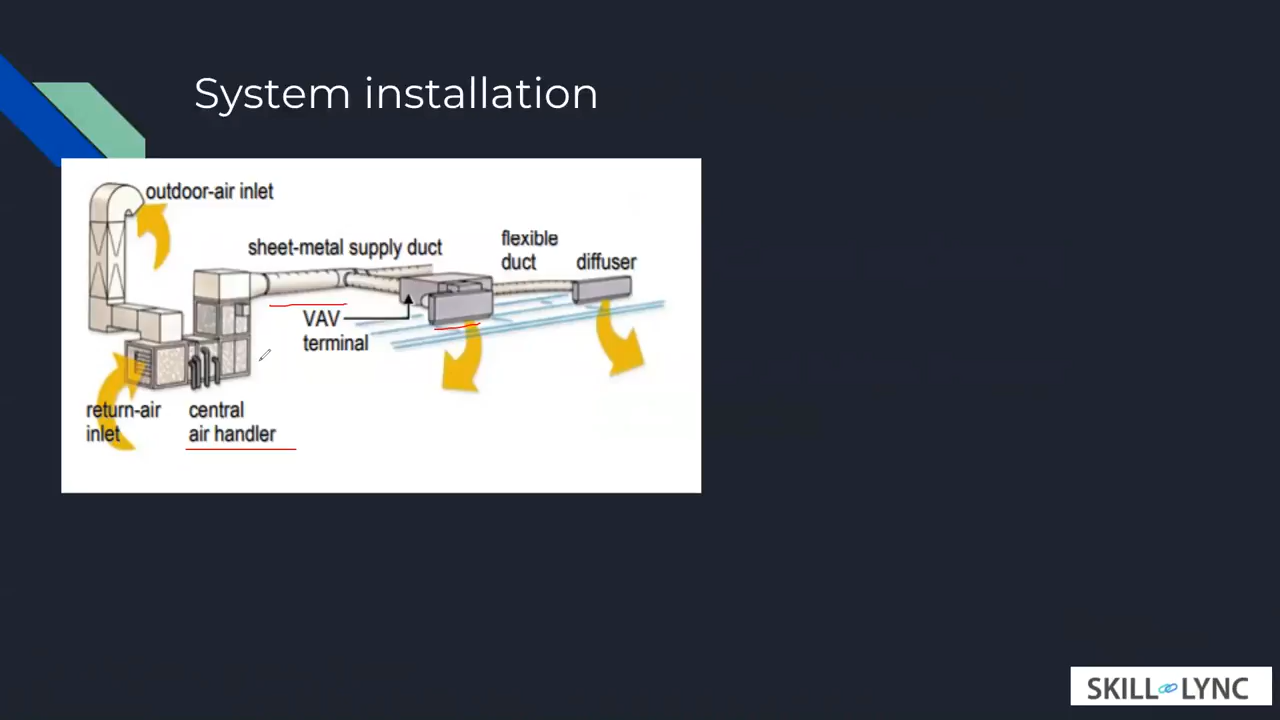 System installation
outdoor-air inlet
sheet-metal supply duct
flexible
duct
diffuser
VAV
terminal
return-air
inlet
central
air handler
SKILL LYNC